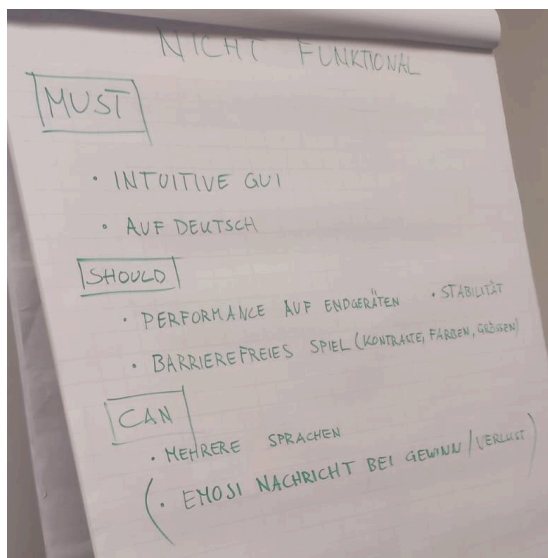 NICHT FUNKTIONAL
MUST
• INTUITIVE GUI
• AUF DEUTSCH
SHOULD
• PERFORMANCE AUF ENDGERÄTEN • STABILITÄT
• BARRIEREFREIES SPIEL (KONTRASTE, FARBEN, GRÖSSEN)
CAN
• MEHRERE SPRACHEN
(• EMOJI NACHRICHT BEI GEWINN/VERLUST)